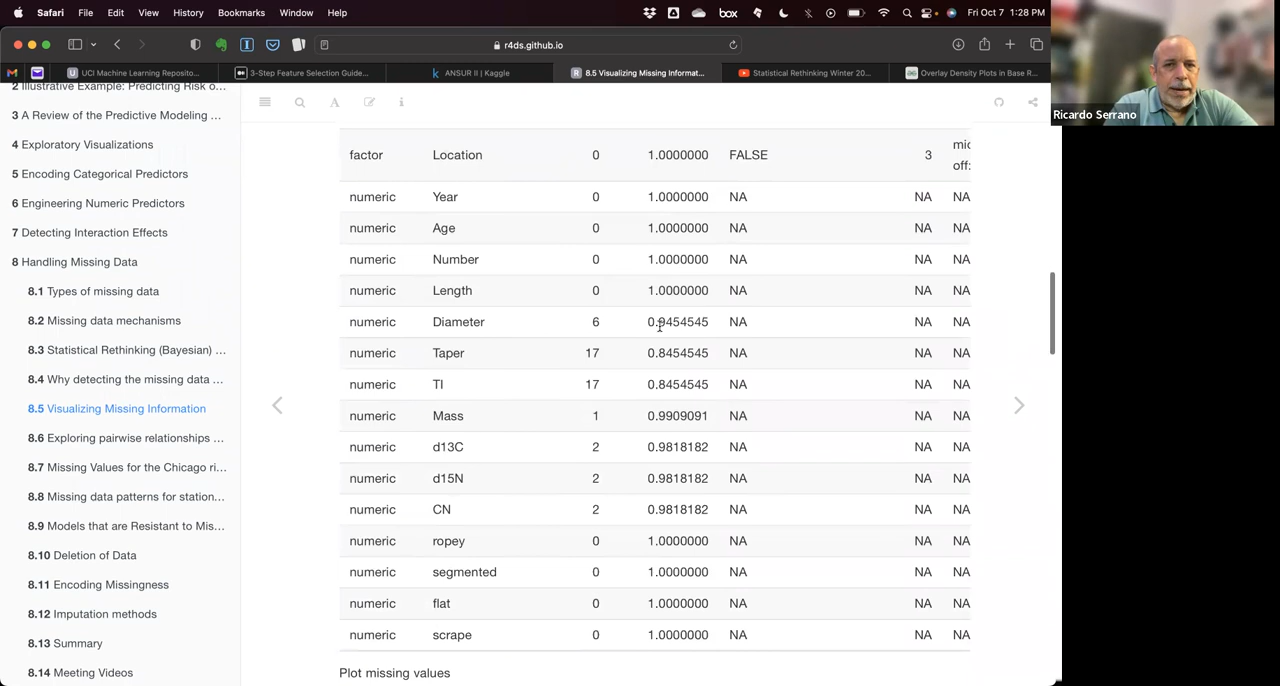 Safari File Edit View History Bookmarks Window Help box Fri Oct 7 1:28 PM
r4ds.github.io
UCI Machine Learning Reposito... 3-Step Feature Selection Guide... ANSUR II | Kaggle 8.5 Visualizing Missing Informat... Statistical Rethinking Winter 20... Overlay Density Plots in Base R...
Ricardo Serrano
2 Illustrative Example: Predicting Risk o...
3 A Review of the Predictive Modeling ...
4 Exploratory Visualizations
5 Encoding Categorical Predictors
6 Engineering Numeric Predictors
7 Detecting Interaction Effects
8 Handling Missing Data
8.1 Types of missing data
8.2 Missing data mechanisms
8.3 Statistical Rethinking (Bayesian) ...
8.4 Why detecting the missing data ...
8.5 Visualizing Missing Information
8.6 Exploring pairwise relationships ...
8.7 Missing Values for the Chicago ri...
8.8 Missing data patterns for station...
8.9 Models that are Resistant to Mis...
8.10 Deletion of Data
8.11 Encoding Missingness
8.12 Imputation methods
8.13 Summary
8.14 Meeting Videos
factor Location 0 1.0000000 FALSE 3 mic
off:
numeric Year 0 1.0000000 NA NA NA
numeric Age 0 1.0000000 NA NA NA
numeric Number 0 1.0000000 NA NA NA
numeric Length 0 1.0000000 NA NA NA
numeric Diameter 6 0.9454545 NA NA NA
numeric Taper 17 0.8454545 NA NA NA
numeric TI 17 0.8454545 NA NA NA
numeric Mass 1 0.9909091 NA NA NA
numeric d13C 2 0.9818182 NA NA NA
numeric d15N 2 0.9818182 NA NA NA
numeric CN 2 0.9818182 NA NA NA
numeric ropey 0 1.0000000 NA NA NA
numeric segmented 0 1.0000000 NA NA NA
numeric flat 0 1.0000000 NA NA NA
numeric scrape 0 1.0000000 NA NA NA
Plot missing values